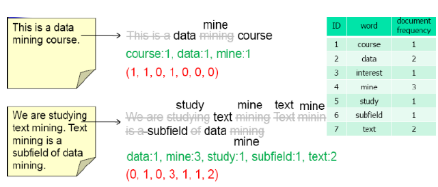 This is a data
mining course.
mine
This is a data mining course
course:1, data:1, mine:1
(1, 1, 0, 1, 0, 0, 0)
We are studying
text mining. Text
mining is a
subfield of data
mining.
study mine text mine
We are studying text mining Text minin
is a subfield of data mining
mine
data:1, mine:3, study:1, subfield:1, text:2
(0, 1, 0, 3, 1, 1, 2)
ID word document frequency
1 course 1
2 data 2
3 interest 1
4 mine 3
5 study 1
6 subfield 1
7 text 2